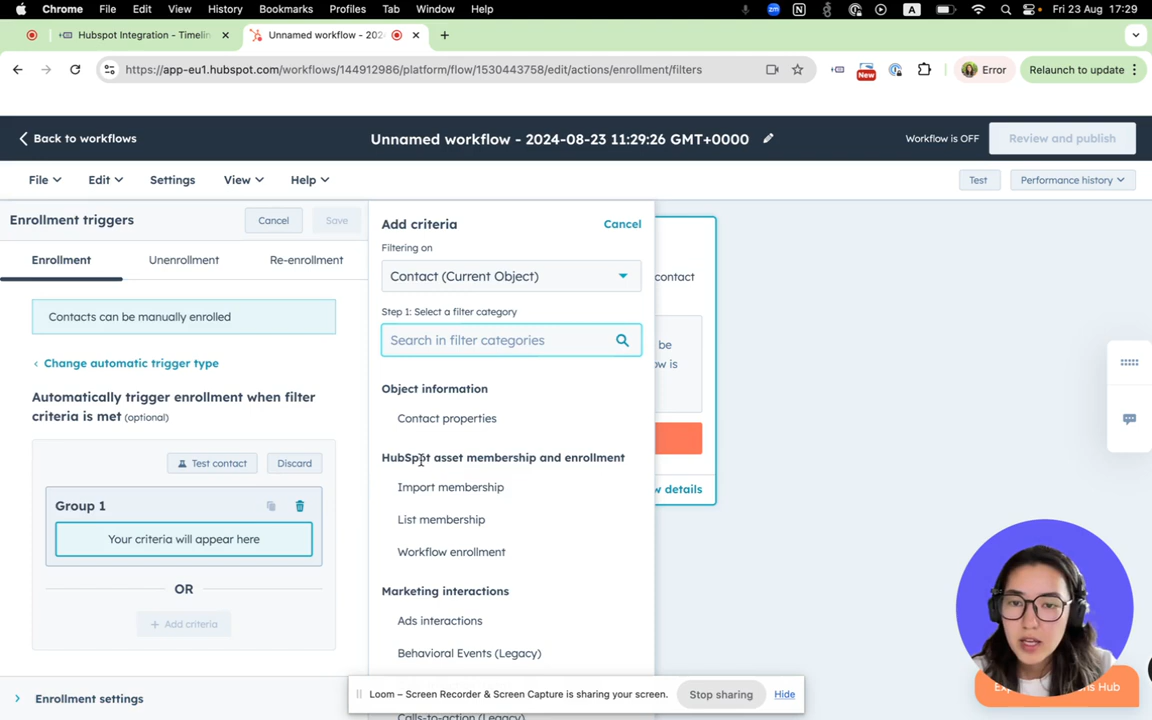 Chrome File Edit View History Bookmarks Profiles Tab Window Help
zm A Fri 23 Aug 17:29
Hubspot Integration - Timelin
Unnamed workflow - 202
https://app-eu1.hubspot.com/workflows/144912986/platform/flow/1530443758/edit/actions/enrollment/filters
New
Error
Relaunch to update
Back to workflows
Unnamed workflow - 2024-08-23 11:29:26 GMT+0000
Workflow is OFF
Review and publish
File Edit Settings View Help
Test
Performance history
Enrollment triggers
Cancel
Save
Enrollment
Unenrollment
Re-enrollment
Contacts can be manually enrolled
Change automatic trigger type
Automatically trigger enrollment when filter
criteria is met (optional)
Test contact
Discard
Group 1
Your criteria will appear here
OR
+ Add criteria
Enrollment settings
Add criteria
Cancel
Filtering on
Contact (Current Object)
Step 1: Select a filter category
Search in filter categories
Object information
Contact properties
HubSpot asset membership and enrollment
Import membership
List membership
Workflow enrollment
Marketing interactions
Ads interactions
Behavioral Events (Legacy)
Calls-to-action (Legacy)
contact
be
ow is
w details
Loom – Screen Recorder & Screen Capture is sharing your screen.
Stop sharing
Hide
s Hub